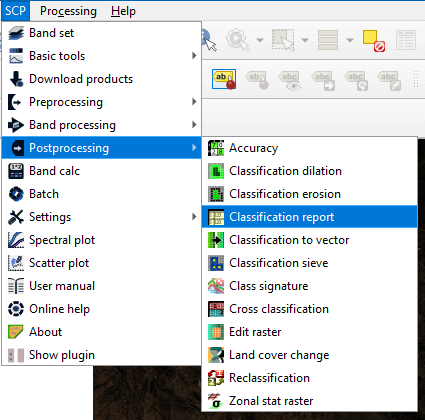 SCP Processing Help
Band set
Basic tools
Download products
Preprocessing
Band processing
Postprocessing
Band calc
Batch
Settings
Spectral plot
Scatter plot
User manual
Online help
About
Show plugin
Accuracy
Classification dilation
Classification erosion
Classification report
Classification to vector
Classification sieve
Class signature
Cross classification
Edit raster
Land cover change
Reclassification
Zonal stat raster